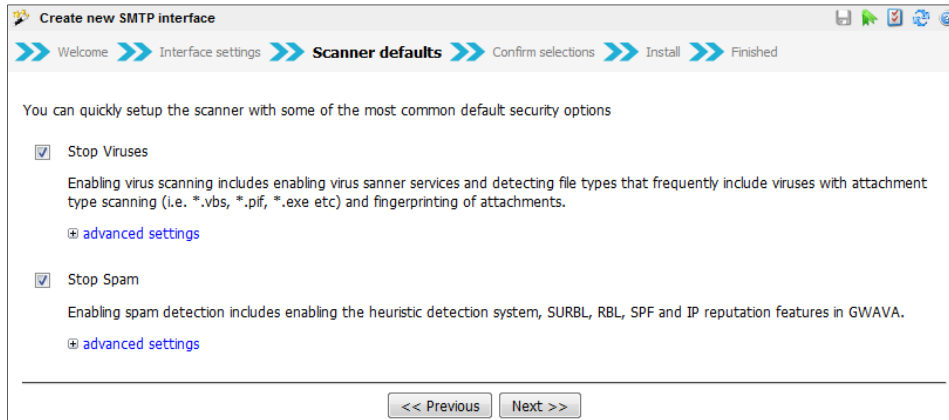 Create new SMTP interface
Welcome Interface settings Scanner defaults Confirm selections Install Finished
You can quickly setup the scanner with some of the most common default security options
Stop Viruses
Enabling virus scanning includes enabling virus sanner services and detecting file types that frequently include viruses with attachment
type scanning (i.e. *.vbs, *.pif, *.exe etc) and fingerprinting of attachments.
advanced settings
Stop Spam
Enabling spam detection includes enabling the heuristic detection system, SURBL, RBL, SPF and IP reputation features in GWAVA.
advanced settings
<< Previous Next >>